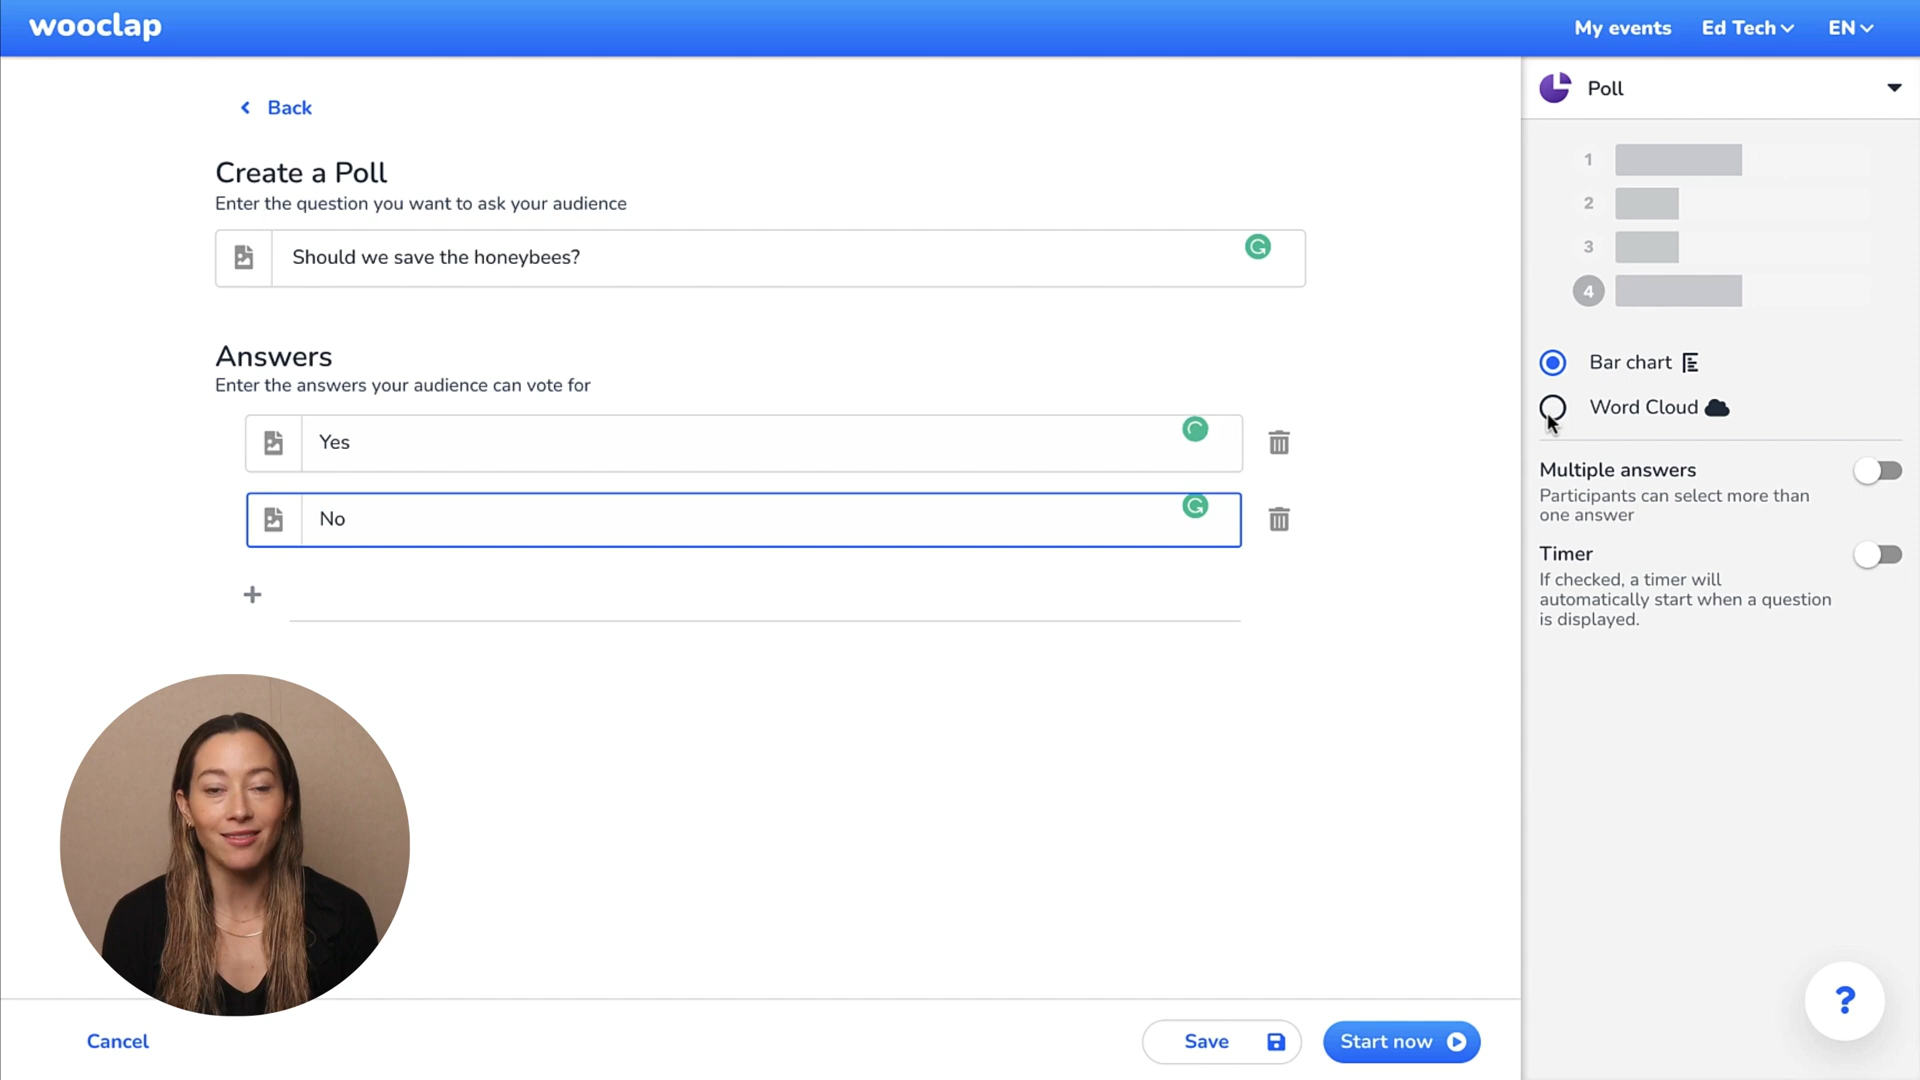 wooclap
My events
Ed Tech
EN
Back
Poll
Create a Poll
Enter the question you want to ask your audience
Should we save the honeybees?
1
2
3
4
Answers
Enter the answers your audience can vote for
Bar chart
Word Cloud
Yes
No
Multiple answers
Participants can select more than
one answer
Timer
If checked, a timer will
automatically start when a question
is displayed.
+
?
Cancel
Save
Start now